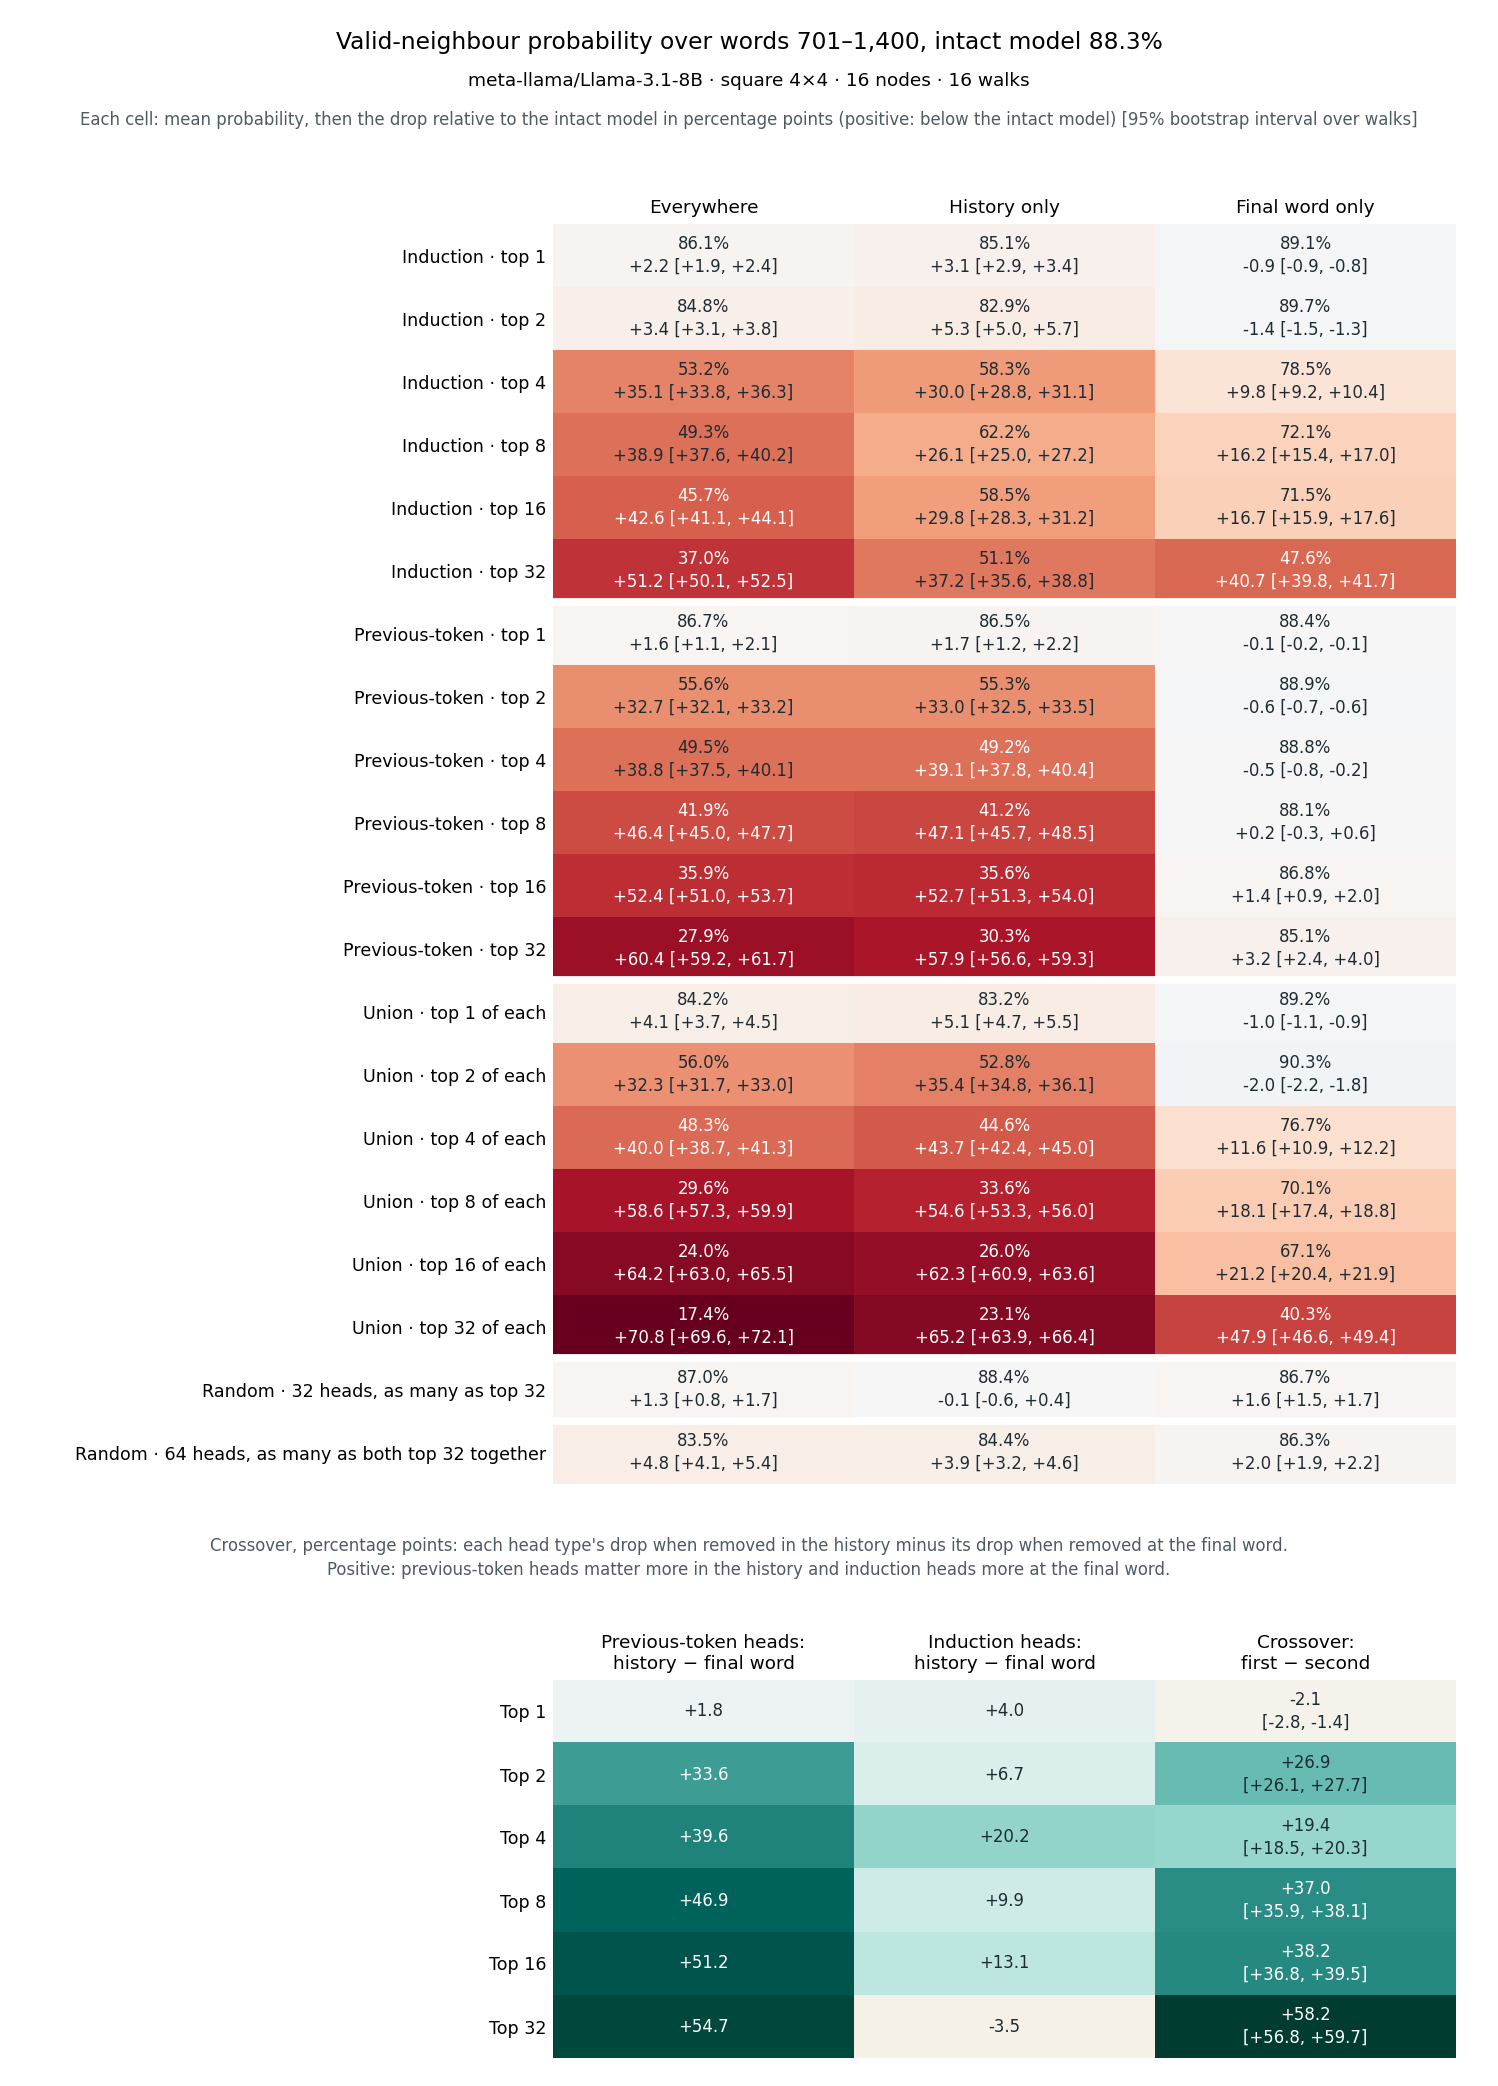 Valid-neighbour probability over words 701–1,400, intact model 88.3%
meta-llama/Llama-3.1-8B · square 4×4 · 16 nodes · 16 walks
Each cell: mean probability, then the drop relative to the intact model in percentage points (positive: below the intact model) [95% bootstrap interval over walks]
Everywhere History only Final word only
86.1% 85.1% 89.1%
Induction · top 1
+2.2 [+1.9, +2.4] +3.1 [+2.9, +3.4] -0.9 [-0.9, -0.8]
84.8% 82.9% 89.7%
Induction · top 2
+3.4 [+3.1, +3.8] +5.3 [+5.0, +5.7] -1.4 [-1.5, -1.3]
53.2% 58.3% 78.5%
Induction · top 4
+35.1 [+33.8, +36.3] +30.0 [+28.8, +31.1] +9.8 [+9.2, +10.4]
49.3% 62.2% 72.1%
Induction · top 8
+38.9 [+37.6, +40.2] +26.1 [+25.0, +27.2] +16.2 [+15.4, +17.0]
45.7% 58.5% 71.5%
Induction · top 16
+42.6 [+41.1, +44.1] +29.8 [+28.3, +31.2] +16.7 [+15.9, +17.6]
37.0% 51.1% 47.6%
Induction · top 32
+51.2 [+50.1, +52.5] +37.2 [+35.6, +38.8] +40.7 [+39.8, +41.7]
86.7% 86.5% 88.4%
Previous-token · top 1
+1.6 [+1.1, +2.1] +1.7 [+1.2, +2.2] -0.1 [-0.2, -0.1]
55.6% 55.3% 88.9%
Previous-token · top 2
+32.7 [+32.1, +33.2] +33.0 [+32.5, +33.5] -0.6 [-0.7, -0.6]
49.5% 49.2% 88.8%
Previous-token · top 4
+38.8 [+37.5, +40.1] +39.1 [+37.8, +40.4] -0.5 [-0.8, -0.2]
41.9% 41.2% 88.1%
Previous-token · top 8
+46.4 [+45.0, +47.7] +47.1 [+45.7, +48.5] +0.2 [-0.3, +0.6]
35.9% 35.6% 86.8%
Previous-token · top 16
+52.4 [+51.0, +53.7] +52.7 [+51.3, +54.0] +1.4 [+0.9, +2.0]
27.9% 30.3% 85.1%
Previous-token · top 32
+60.4 [+59.2, +61.7] +57.9 [+56.6, +59.3] +3.2 [+2.4, +4.0]
84.2% 83.2% 89.2%
Union · top 1 of each
+4.1 [+3.7, +4.5] +5.1 [+4.7, +5.5] -1.0 [-1.1, -0.9]
56.0% 52.8% 90.3%
Union · top 2 of each
+32.3 [+31.7, +33.0] +35.4 [+34.8, +36.1] -2.0 [-2.2, -1.8]
48.3% 44.6% 76.7%
Union · top 4 of each
+40.0 [+38.7, +41.3] +43.7 [+42.4, +45.0] +11.6 [+10.9, +12.2]
29.6% 33.6% 70.1%
Union · top 8 of each
+58.6 [+57.3, +59.9] +54.6 [+53.3, +56.0] +18.1 [+17.4, +18.8]
24.0% 26.0% 67.1%
Union · top 16 of each
+64.2 [+63.0, +65.5] +62.3 [+60.9, +63.6] +21.2 [+20.4, +21.9]
17.4% 23.1% 40.3%
Union · top 32 of each
+70.8 [+69.6, +72.1] +65.2 [+63.9, +66.4] +47.9 [+46.6, +49.4]
87.0% 88.4% 86.7%
Random · 32 heads, as many as top 32
+1.3 [+0.8, +1.7] -0.1 [-0.6, +0.4] +1.6 [+1.5, +1.7]
83.5% 84.4% 86.3%
Random · 64 heads, as many as both top 32 together
+4.8 [+4.1, +5.4] +3.9 [+3.2, +4.6] +2.0 [+1.9, +2.2]
Crossover, percentage points: each head type's drop when removed in the history minus its drop when removed at the final word.
Positive: previous-token heads matter more in the history and induction heads more at the final word.
Previous-token heads: Induction heads: Crossover:
history − final word history − final word first − second
Top 1 +1.8 +4.0 -2.1
[-2.8, -1.4]
Top 2 +33.6 +6.7 +26.9
[+26.1, +27.7]
Top 4 +39.6 +20.2 +19.4
[+18.5, +20.3]
Top 8 +46.9 +9.9 +37.0
[+35.9, +38.1]
Top 16 +51.2 +13.1 +38.2
[+36.8, +39.5]
Top 32 +54.7 -3.5 +58.2
[+56.8, +59.7]